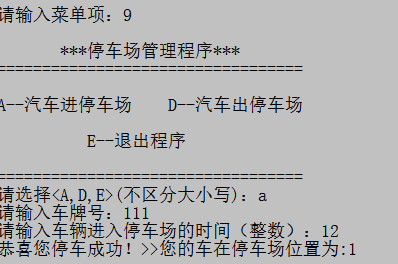 请输入菜单项：9
***停车场管理程序***
==================================
A--汽车进停车场 D--汽车出停车场
E--退出程序
==================================
请选择<A,D,E>(不区分大小写)：a
请输入车牌号：111
请输入车辆进入停车场的时间（整数）：12
恭喜您停车成功！>>您的车在停车场位置为:1